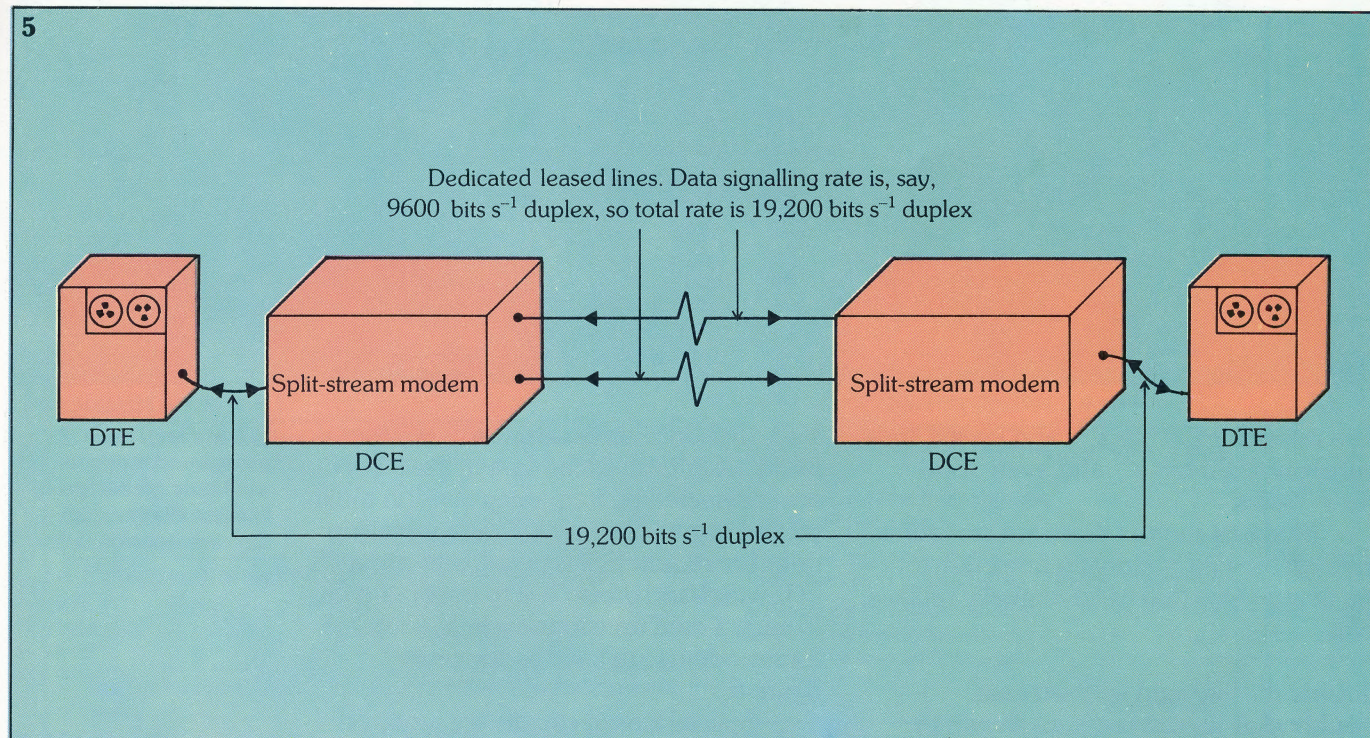 5
Dedicated leased lines. Data signalling rate is, say,
9600 bits s⁻¹ duplex, so total rate is 19,200 bits s⁻¹ duplex
Split-stream modem
Split-stream modem
DTE
DCE
DCE
DTE
19,200 bits s⁻¹ duplex